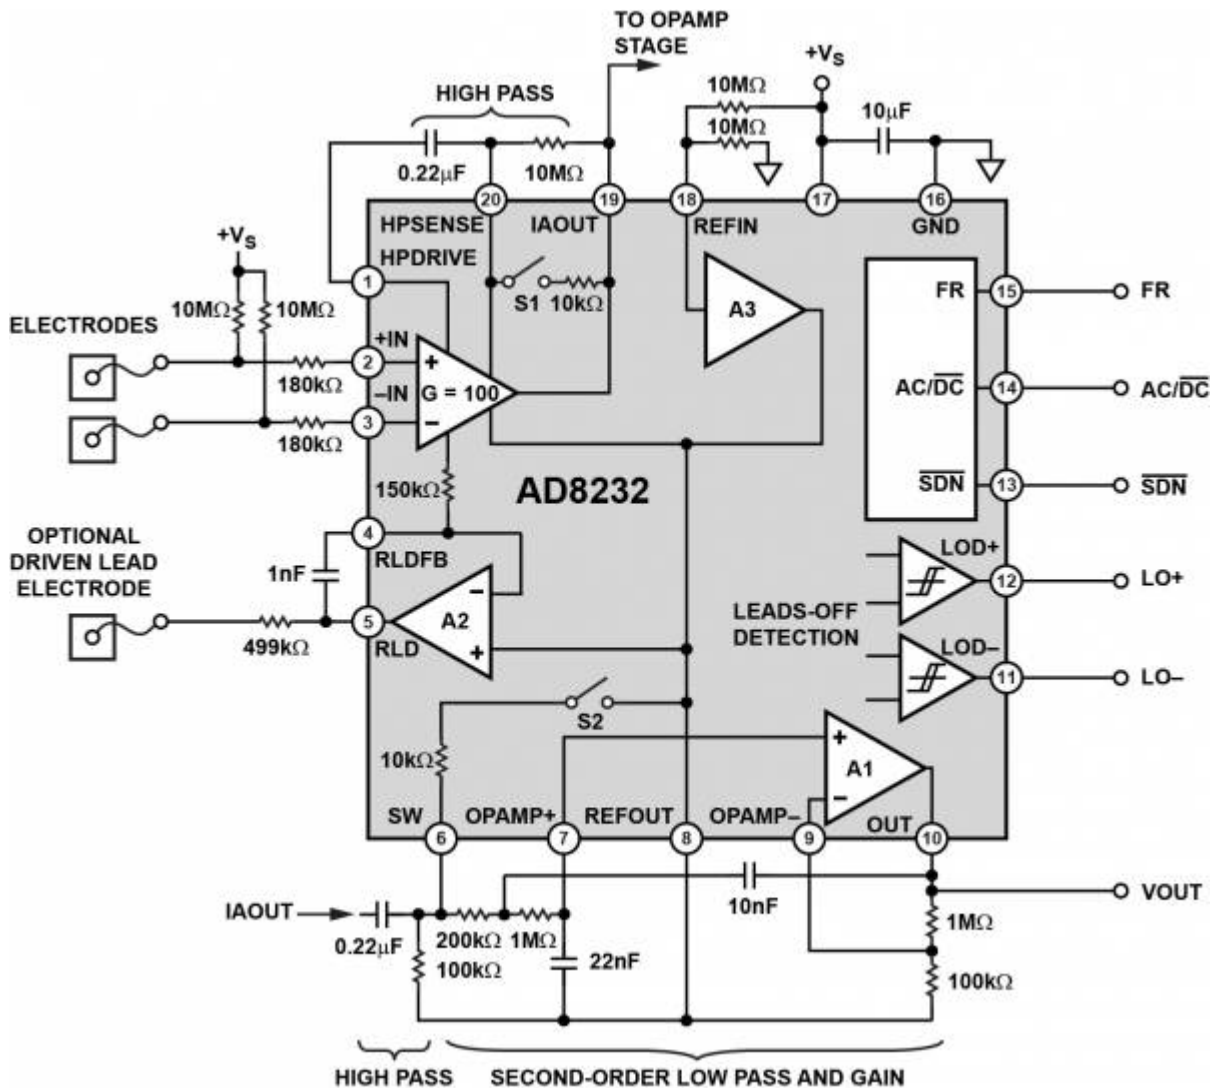 TO OPAMP
STAGE
+VS
HIGH PASS
10MΩ
10MΩ
10µF
0.22µF
10MΩ
20
19
18
17
16
HPSENSE
IAOUT
REFIN
GND
+VS
HPDRIVE
1
S1
10kΩ
A3
FR
15
FR
10MΩ
10MΩ
ELECTRODES
+IN
2
+
180kΩ
–IN
G = 100
AC/DC
14
AC/DC
3
–
180kΩ
150kΩ
AD8232
SDN
13
SDN
OPTIONAL
DRIVEN LEAD
ELECTRODE
4
RLDFB
1nF
LOD+
12
LO+
–
A2
+
5
RLD
499kΩ
LEADS-OFF
DETECTION
LOD–
11
LO–
S2
10kΩ
+
A1
–
SW
OPAMP+
REFOUT
OPAMP–
OUT
6
7
8
9
10
IAOUT
0.22µF
200kΩ
1MΩ
10nF
VOUT
1MΩ
100kΩ
22nF
100kΩ
HIGH PASS
SECOND-ORDER LOW PASS AND GAIN